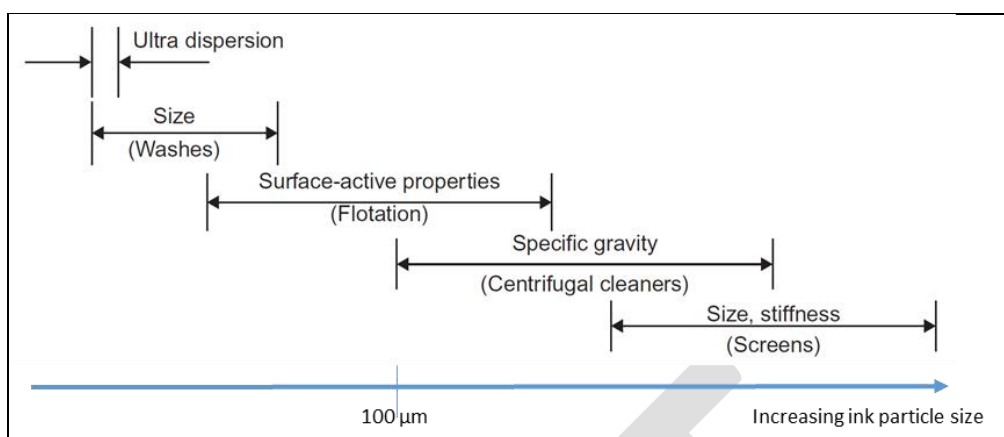 Ultra dispersion
Size
(Washes)
Surface-active properties
(Flotation)
Specific gravity
(Centrifugal cleaners)
Size, stiffness
(Screens)
100 µm
Increasing ink particle size